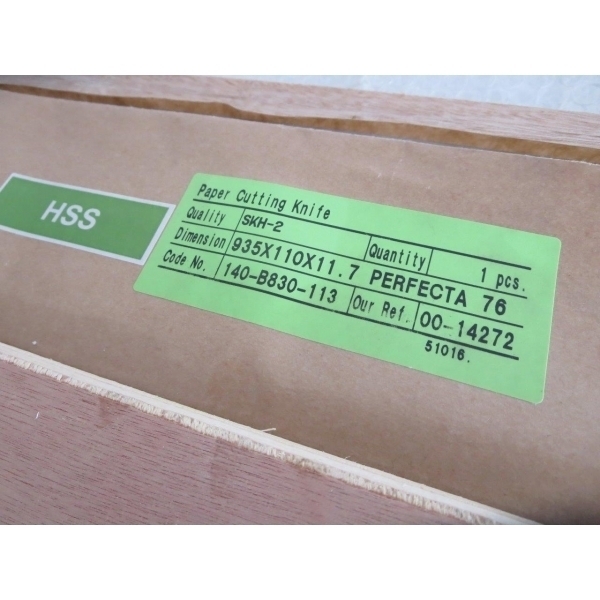 HSS
Paper Cutting Knife
Quality SKH-2 Quantity 1 pcs.
Dimension 935X110X11.7 PERFECTA 76
Code No. 140-B830-113 Our Ref. 00-14272
51016.